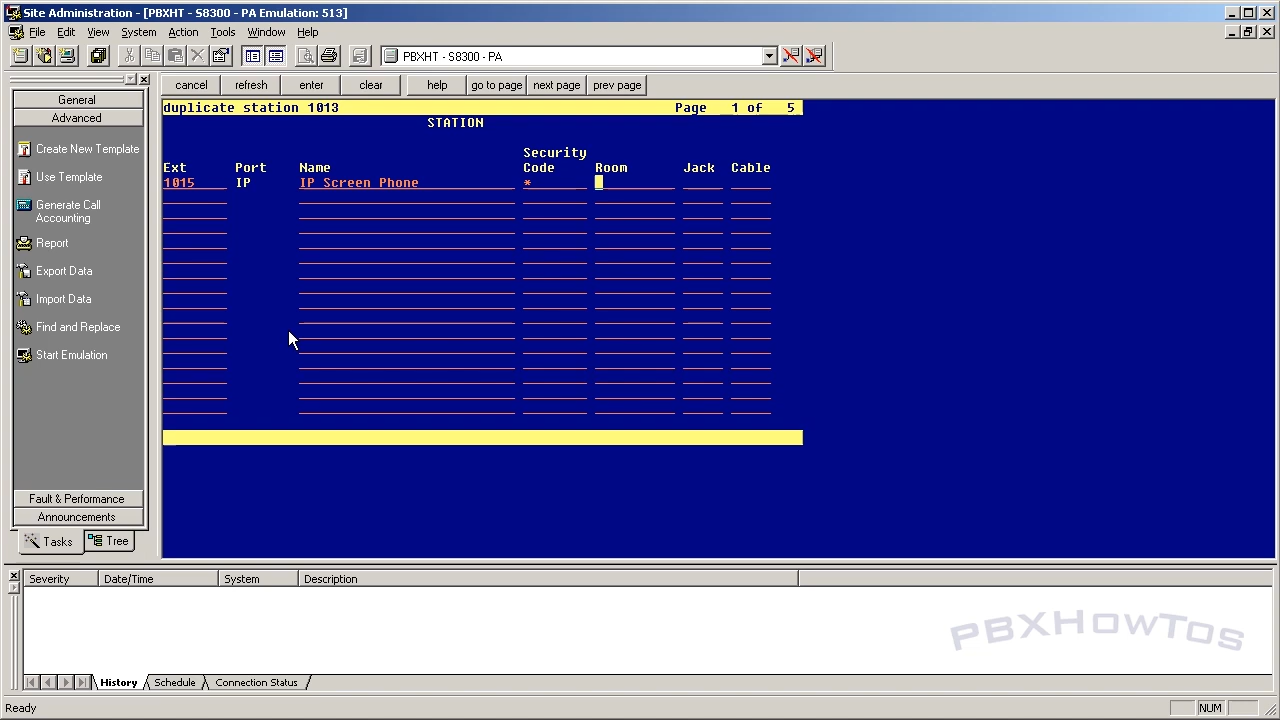 Site Administration - [PBXHT - S8300 - PA Emulation: 513]
File Edit View System Action Tools Window Help
PBXHT - S8300 - PA
cancel refresh enter clear help go to page next page prev page
General
Advanced
Create New Template
Use Template
Generate Call
Accounting
Report
Export Data
Import Data
Find and Replace
Start Emulation
Fault & Performance
Announcements
Tasks Tree
duplicate station 1013 Page 1 of 5
STATION
Security
Ext Port Name Code Room Jack Cable
1015 IP IP Screen Phone *
Severity Date/Time System Description
PBXHowTos
History Schedule Connection Status
Ready NUM